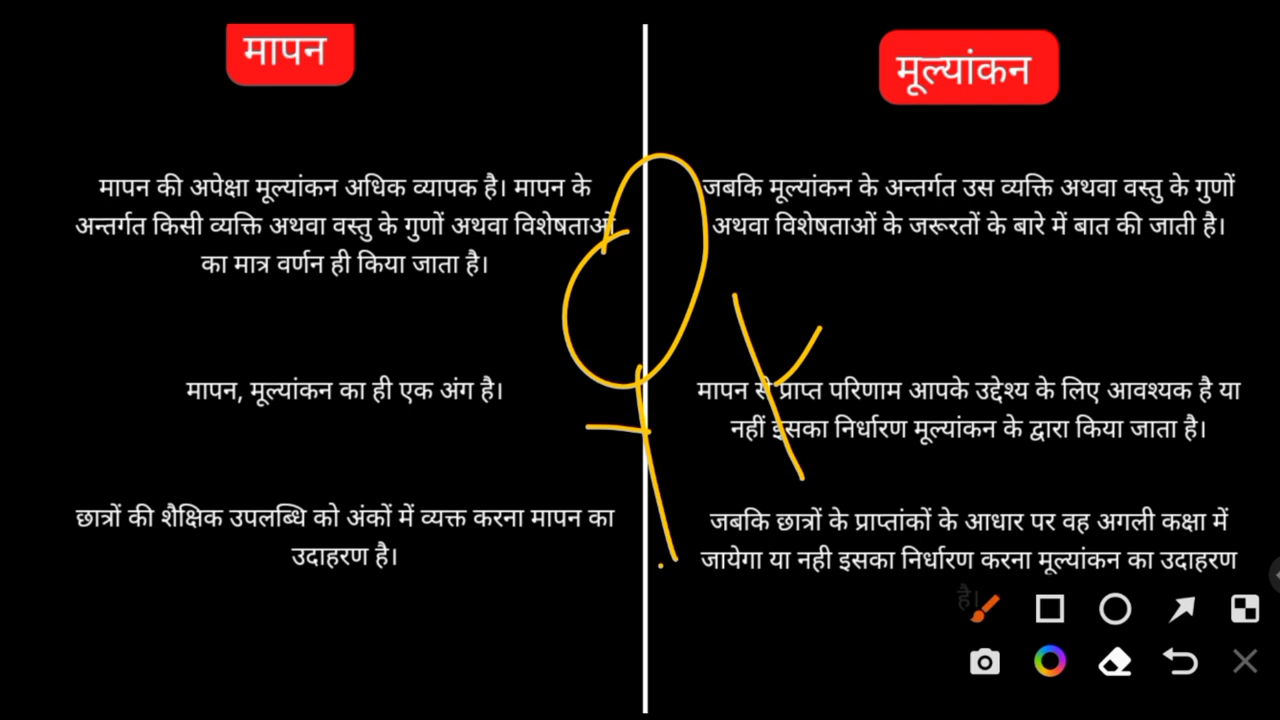 मापन
मापन की अपेक्षा मूल्यांकन अधिक व्यापक है। मापन के
अन्तर्गत किसी व्यक्ति अथवा वस्तु के गुणों अथवा विशेषताओं
का मात्र वर्णन ही किया जाता है।
मापन, मूल्यांकन का ही एक अंग है।
छात्रों की शैक्षिक उपलब्धि को अंकों में व्यक्त करना मापन का
उदाहरण है।
मूल्यांकन
जबकि मूल्यांकन के अन्तर्गत उस व्यक्ति अथवा वस्तु के गुणों
अथवा विशेषताओं के जरूरतों के बारे में बात की जाती है।
मापन से प्राप्त परिणाम आपके उद्देश्य के लिए आवश्यक है या
नहीं इसका निर्धारण मूल्यांकन के द्वारा किया जाता है।
जबकि छात्रों के प्राप्तांकों के आधार पर वह अगली कक्षा में
जायेगा या नही इसका निर्धारण करना मूल्यांकन का उदाहरण
है।